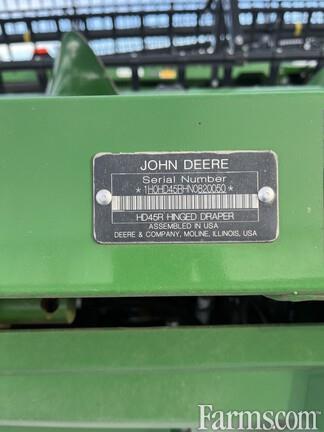 JOHN DEERE
Serial Number
* 1H0HD45RHN0820050 *
HD45R HINGED DRAPER
ASSEMBLED IN USA
DEERE & COMPANY, MOLINE, ILLINOIS, USA
Farms.com®